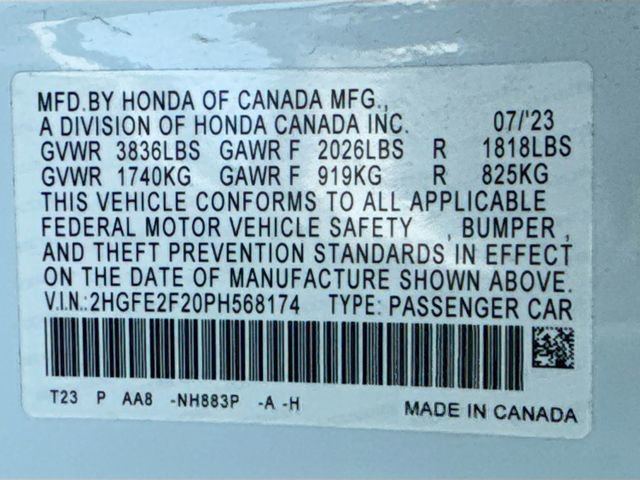 MFD.BY HONDA OF CANADA MFG.,
A DIVISION OF HONDA CANADA INC. 07/'23
GVWR 3836LBS GAWR F 2026LBS R 1818LBS
GVWR 1740KG GAWR F 919KG R 825KG
THIS VEHICLE CONFORMS TO ALL APPLICABLE
FEDERAL MOTOR VEHICLE SAFETY , BUMPER ,
AND THEFT PREVENTION STANDARDS IN EFFECT
ON THE DATE OF MANUFACTURE SHOWN ABOVE.
V.I.N.:2HGFE2F20PH568174 TYPE: PASSENGER CAR
T23 P AA8 -NH883P -A -H MADE IN CANADA